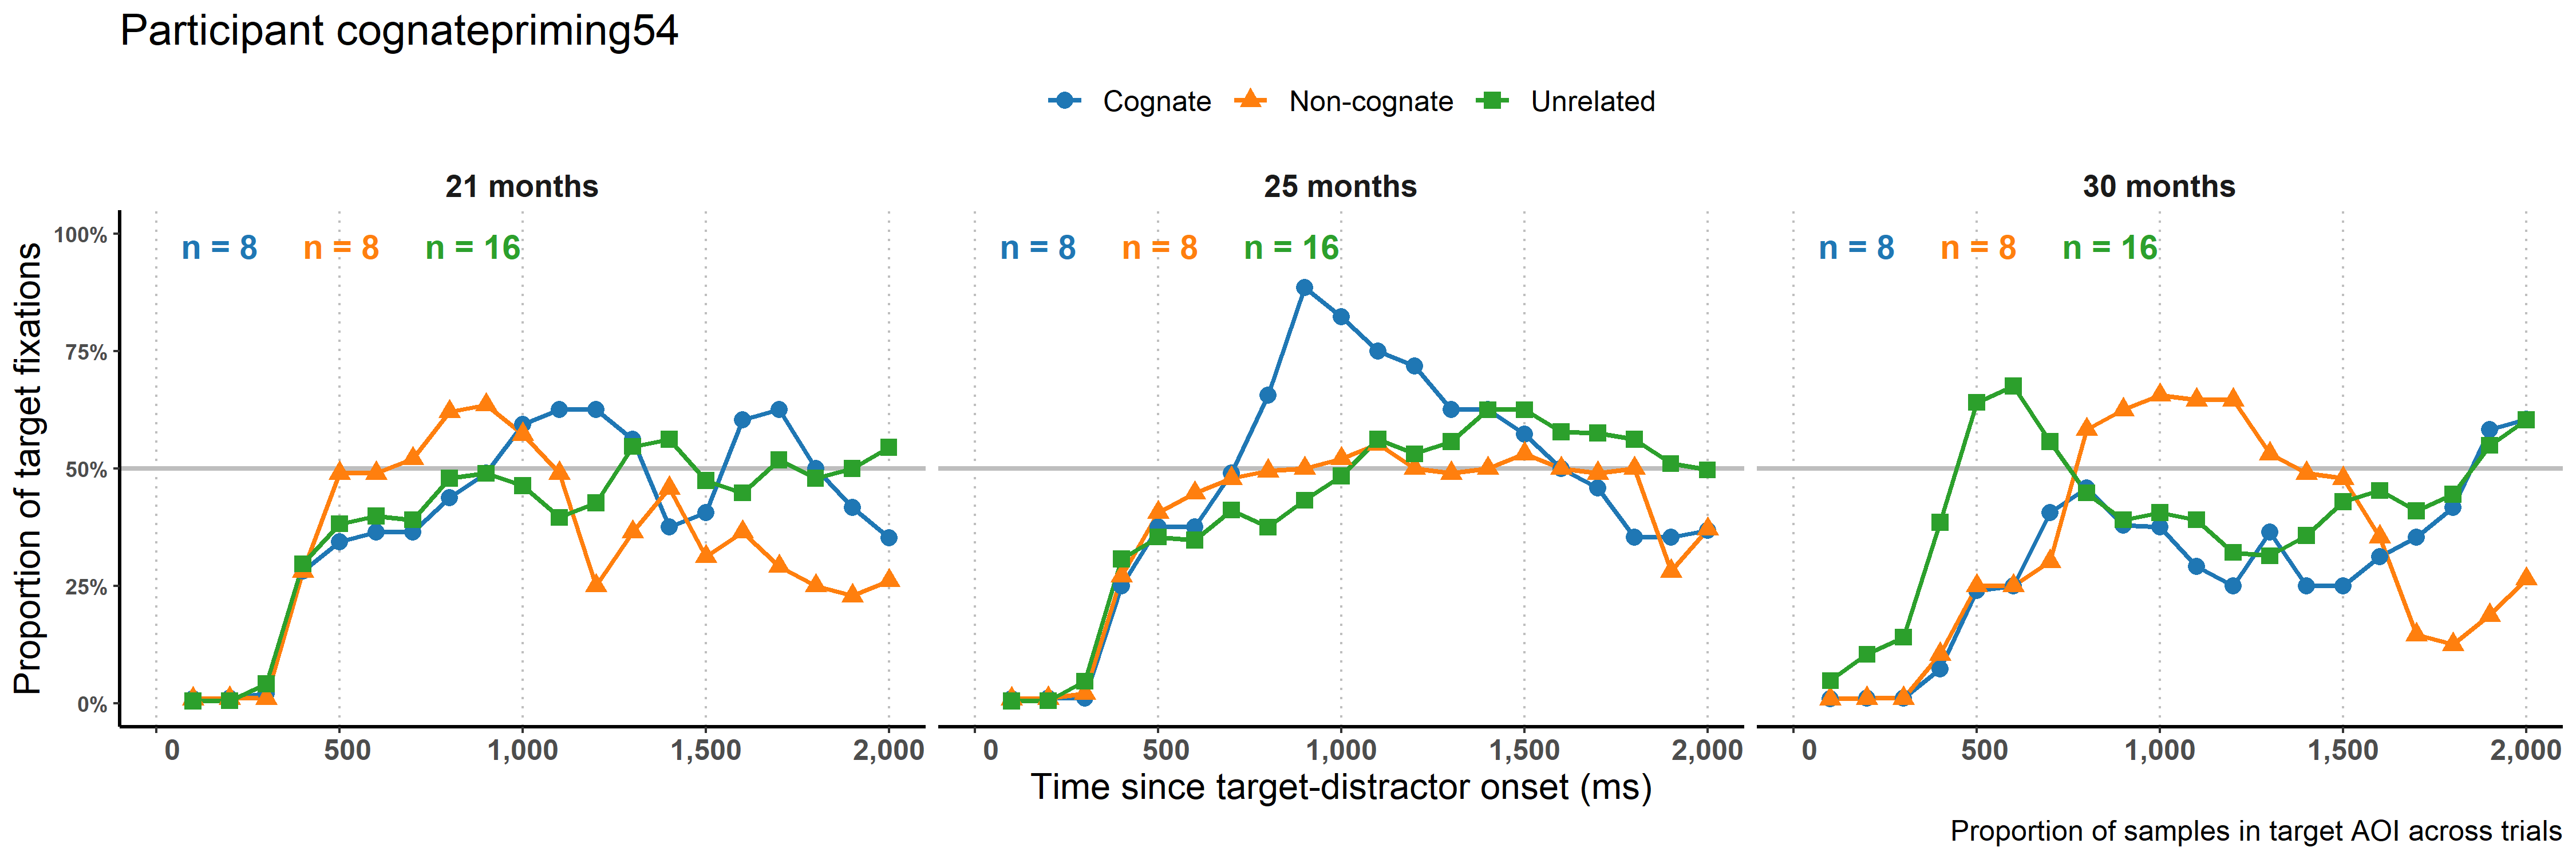 Participant cognatepriming54
Cognate Non-cognate Unrelated
21 months 25 months 30 months
n = 8 n = 8 n = 16 n = 8 n = 8 n = 16 n = 8 n = 8 n = 16
Proportion of target fixations
100%
75%
50%
25%
0%
0 500 1,000 1,500 2,000 0 500 1,000 1,500 2,000 0 500 1,000 1,500 2,000
Time since target-distractor onset (ms)
Proportion of samples in target AOI across trials